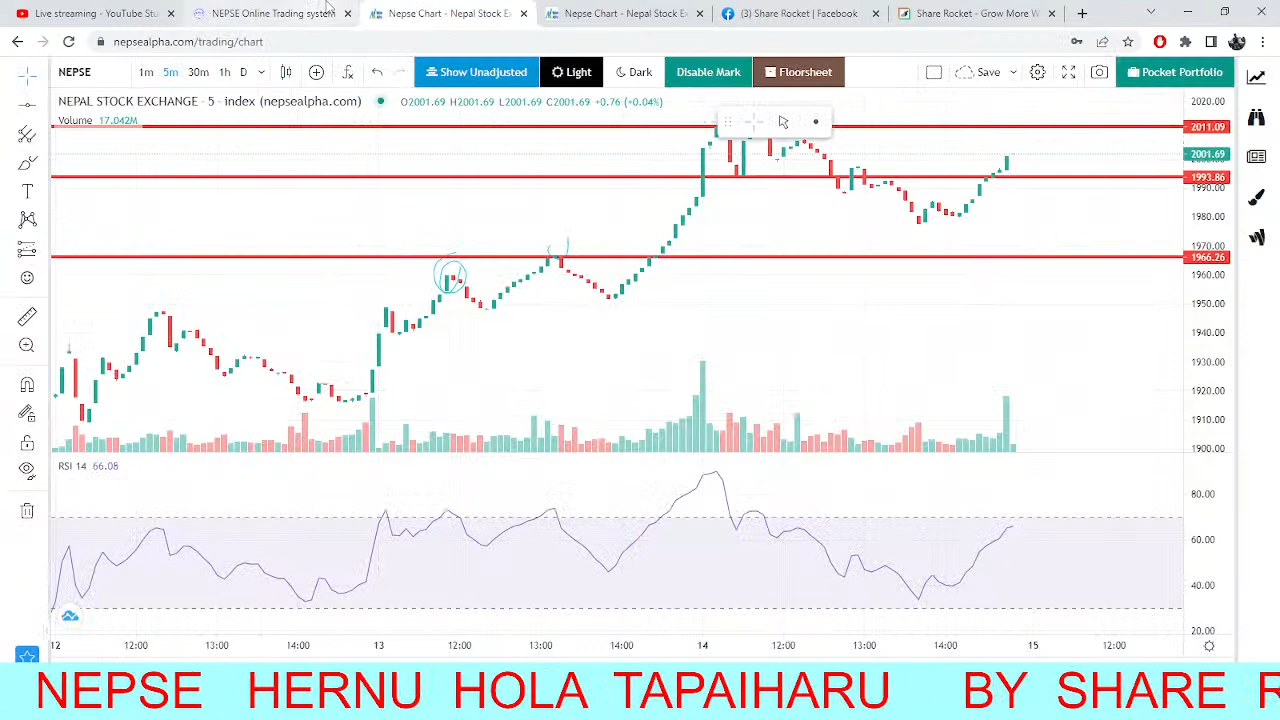 Live streaming - YouTube Stu
NEPSE Online Trading system
Nepse Chart - Nepal Stock Ex
Nepse Chart - Nepal Stock Ex
(3) Share Rocket | Facebook
Share Rocket - Grow More W
nepsealpha.com/trading/chart
NEPSE 1m 5m 30m 1h D Show Unadjusted Light Dark Disable Mark Floorsheet Save Pocket Portfolio
NEPAL STOCK EXCHANGE · 5 · index (nepsealpha.com) O2001.69 H2001.69 L2001.69 C2001.69 +0.76 (+0.04%)
Volume 17.042M
2020.00
2011.09
2001.69
1993.86
1990.00
1980.00
1970.00
1966.26
1960.00
1950.00
1940.00
1930.00
1920.00
1910.00
1900.00
RSI 14 66.08
80.00
60.00
40.00
20.00
12 12:00 13:00 14:00 13 12:00 13:00 14:00 14 12:00 13:00 14:00 15 12:00
NEPSE HERNU HOLA TAPAIHARU BY SHARE R